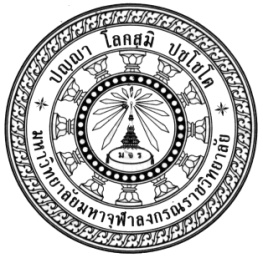 ปญฺญา โลกสฺมิ ปชฺโชโต
ม จ ร
มหาวิทยาลัยมหาจุฬาลงกรณราชวิทยาลัย